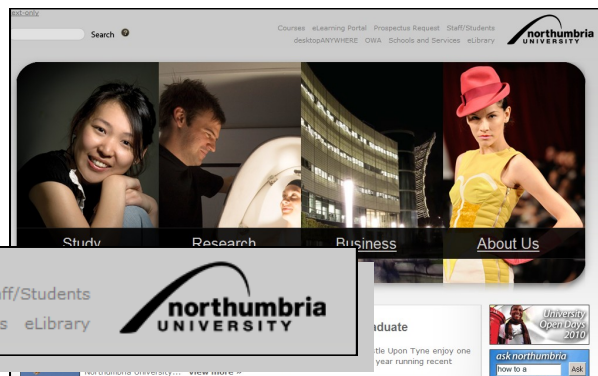 text-only
Search
Courses eLearning Portal Prospectus Request Staff/Students
desktopANYWHERE OWA Schools and Services eLibrary
northumbria
UNIVERSITY
Study Research Business About Us
aff/Students
s eLibrary
northumbria
UNIVERSITY
aduate
tle Upon Tyne enjoy one
year running recent
Northumbria University... view more »
University
Open Days
2010
ask northumbria
how to a
Ask